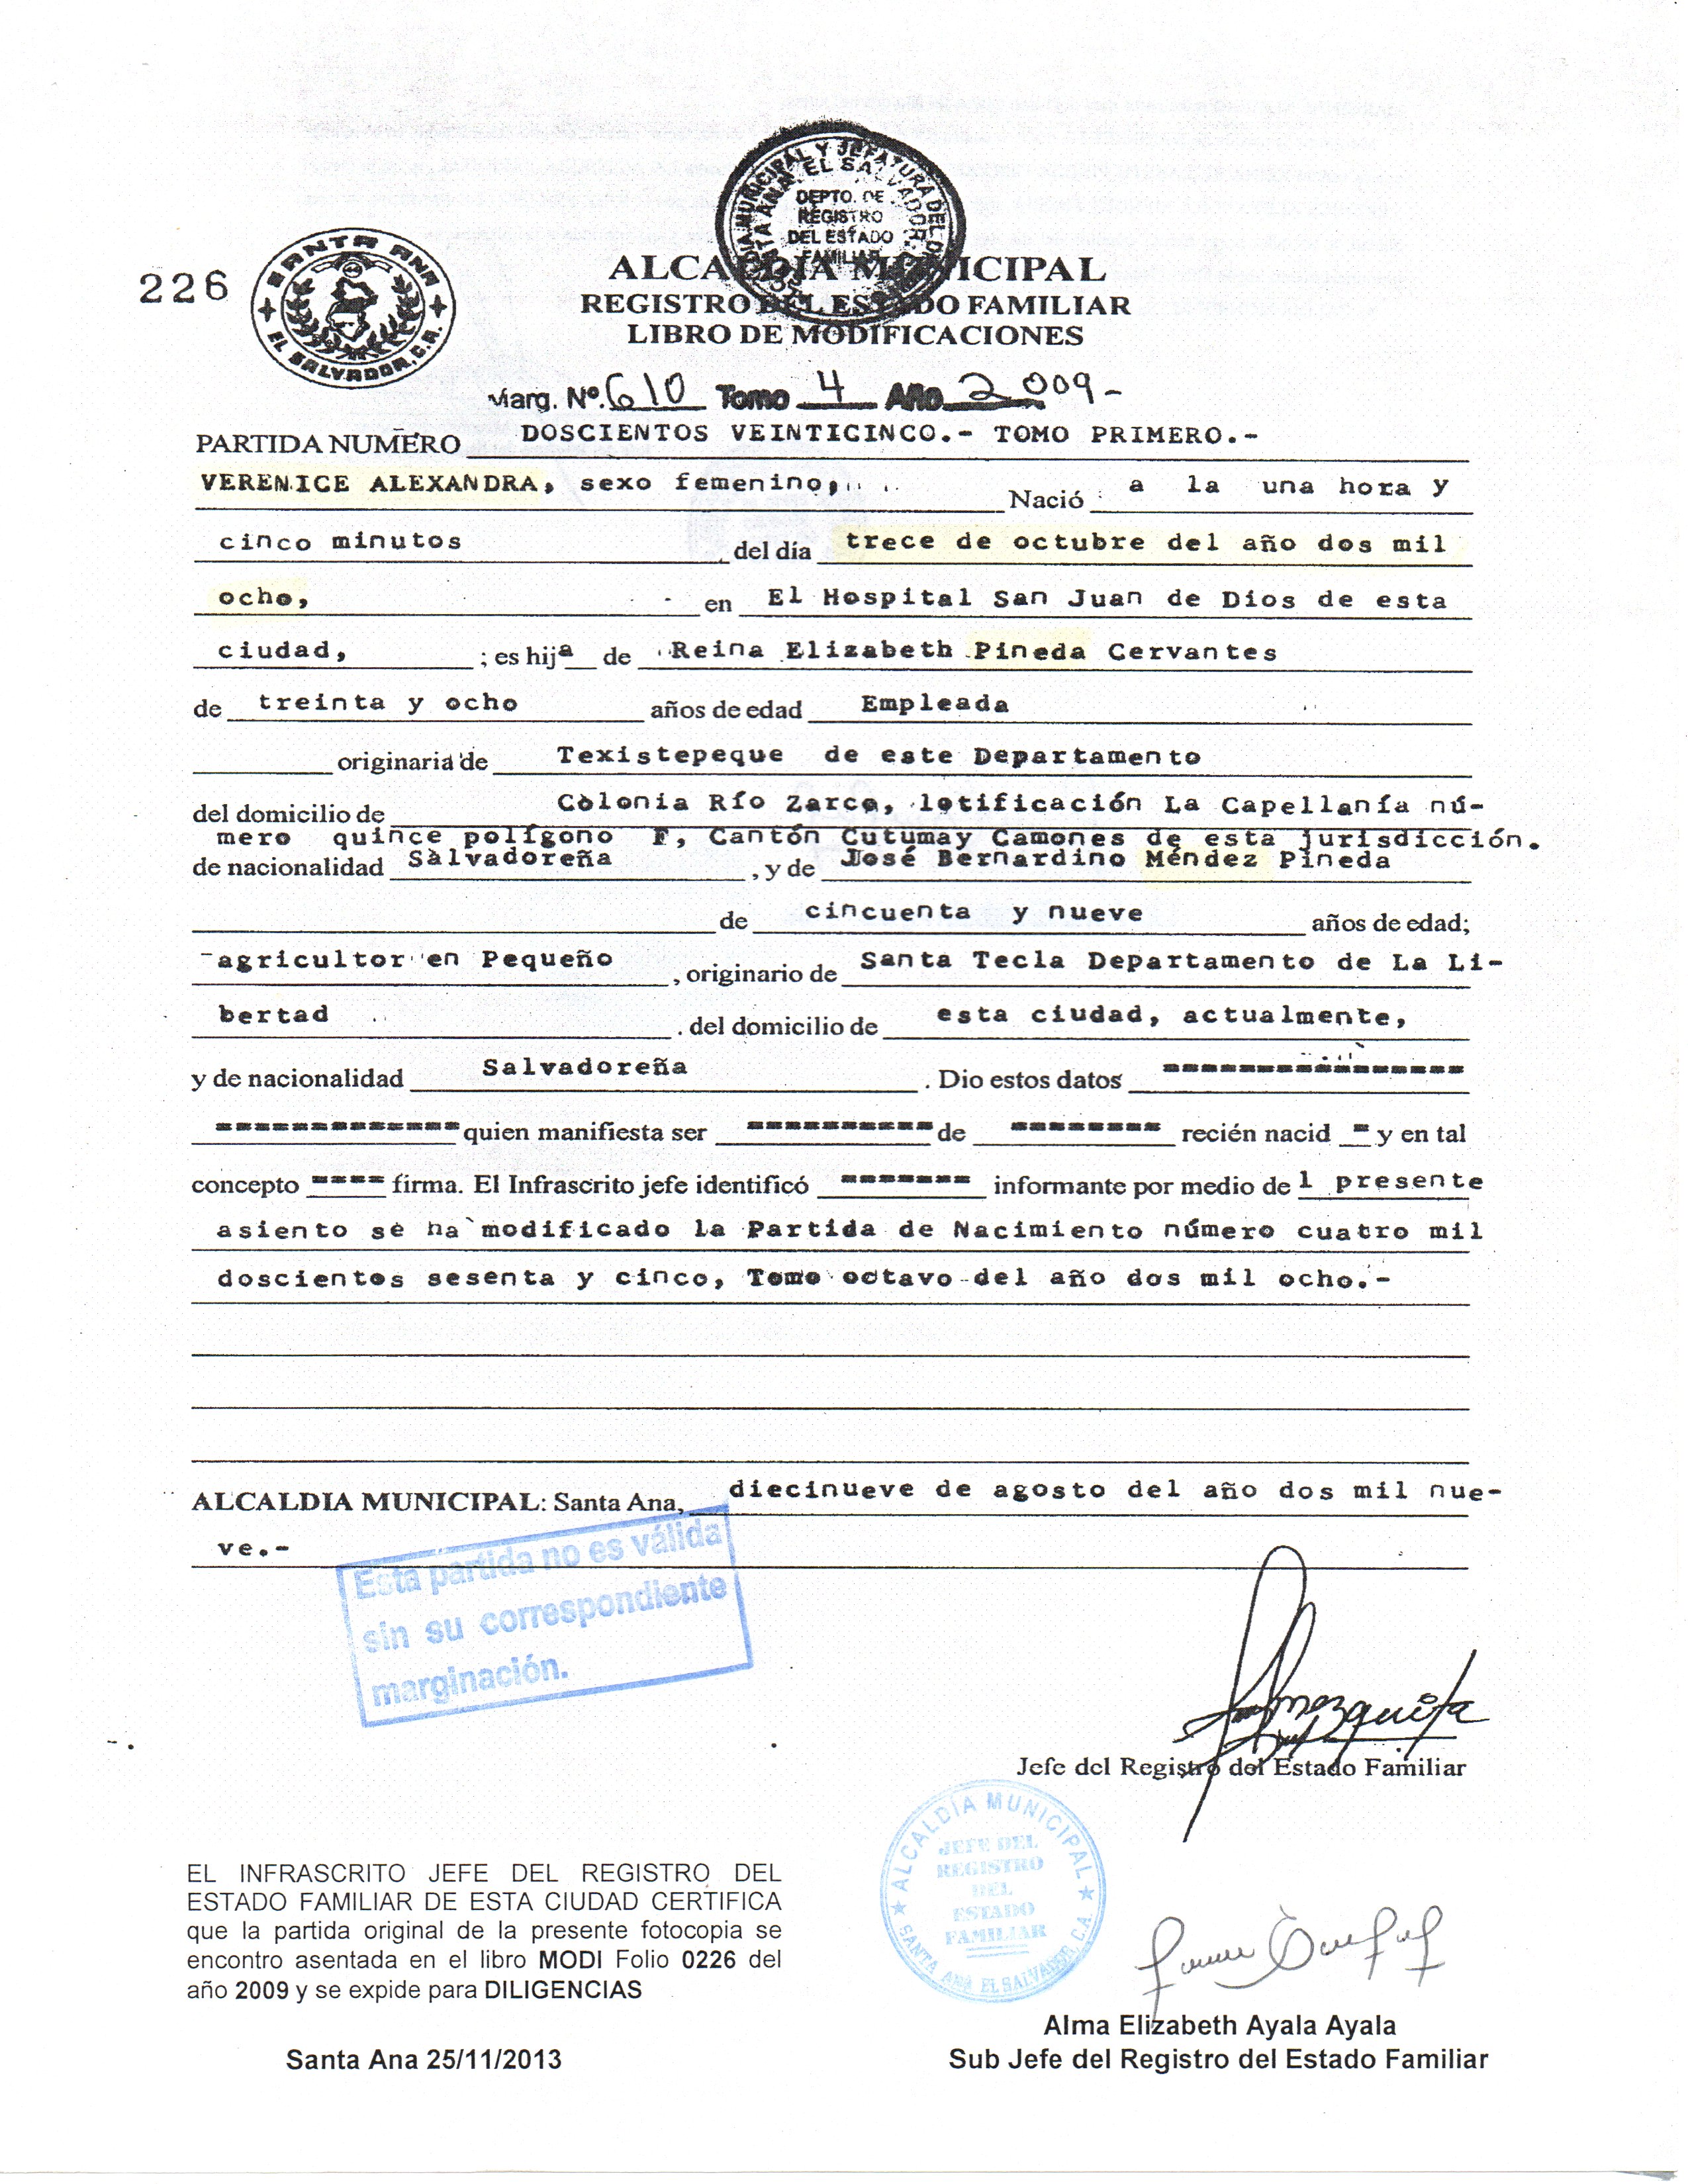 DIA MUNICIPAL Y JEFATURA DEL D
SANTA ANA, EL SALVADOR
DEPTO. DE
REGISTRO
DEL ESTADO
FAMILIAR
226
SANTA ANA
EL SALVADOR, C.A.
ALCALDIA MUNICIPAL
REGISTRO DEL ESTADO FAMILIAR
LIBRO DE MODIFICACIONES
Marg. Nº. 610 Tomo 4 Año 2009-
PARTIDA NUMERO DOSCIENTOS VEINTICINCO.- TOMO PRIMERO.-
VERENICE ALEXANDRA, sexo femenino, Nació a la una hora y
cinco minutos del día trece de octubre del año dos mil
ocho, en El Hospital San Juan de Dios de esta
ciudad, ; es hija de Reina Elizabeth Pineda Cervantes
de treinta y ocho años de edad Empleada
originaria de Texistepeque de este Departamento
del domicilio de Colonia Río Zarco, lotificación La Capellanía nú-
mero quince polígono F, Cantón Cutumay Camones de esta jurisdicción.
de nacionalidad Salvadoreña , y de José Bernardino Méndez Pineda
de cincuenta y nueve años de edad;
agricultor en Pequeño , originario de Santa Tecla Departamento de La Li-
bertad . del domicilio de esta ciudad, actualmente,
y de nacionalidad Salvadoreña . Dio estos datos ================
============= quien manifiesta ser ========== de ======== recién nacid = y en tal
concepto ==== firma. El Infrascrito jefe identificó ======= informante por medio de l presente
asiento se ha modificado la Partida de Nacimiento número cuatro mil
doscientos sesenta y cinco, Tomo octavo del año dos mil ocho.-
ALCALDIA MUNICIPAL: Santa Ana, diecinueve de agosto del año dos mil nue-
ve.-
Esta partida no es válida
sin su correspondiente
marginación.
Jefe del Registro del Estado Familiar
ALCALDÍA MUNICIPAL
JEFE DEL
REGISTRO
DEL
ESTADO
FAMILIAR
SANTA ANA EL SALVADOR, C.A.
EL INFRASCRITO JEFE DEL REGISTRO DEL
ESTADO FAMILIAR DE ESTA CIUDAD CERTIFICA
que la partida original de la presente fotocopia se
encontro asentada en el libro MODI Folio 0226 del
año 2009 y se expide para DILIGENCIAS
Alma Elizabeth Ayala Ayala
Santa Ana 25/11/2013
Sub Jefe del Registro del Estado Familiar